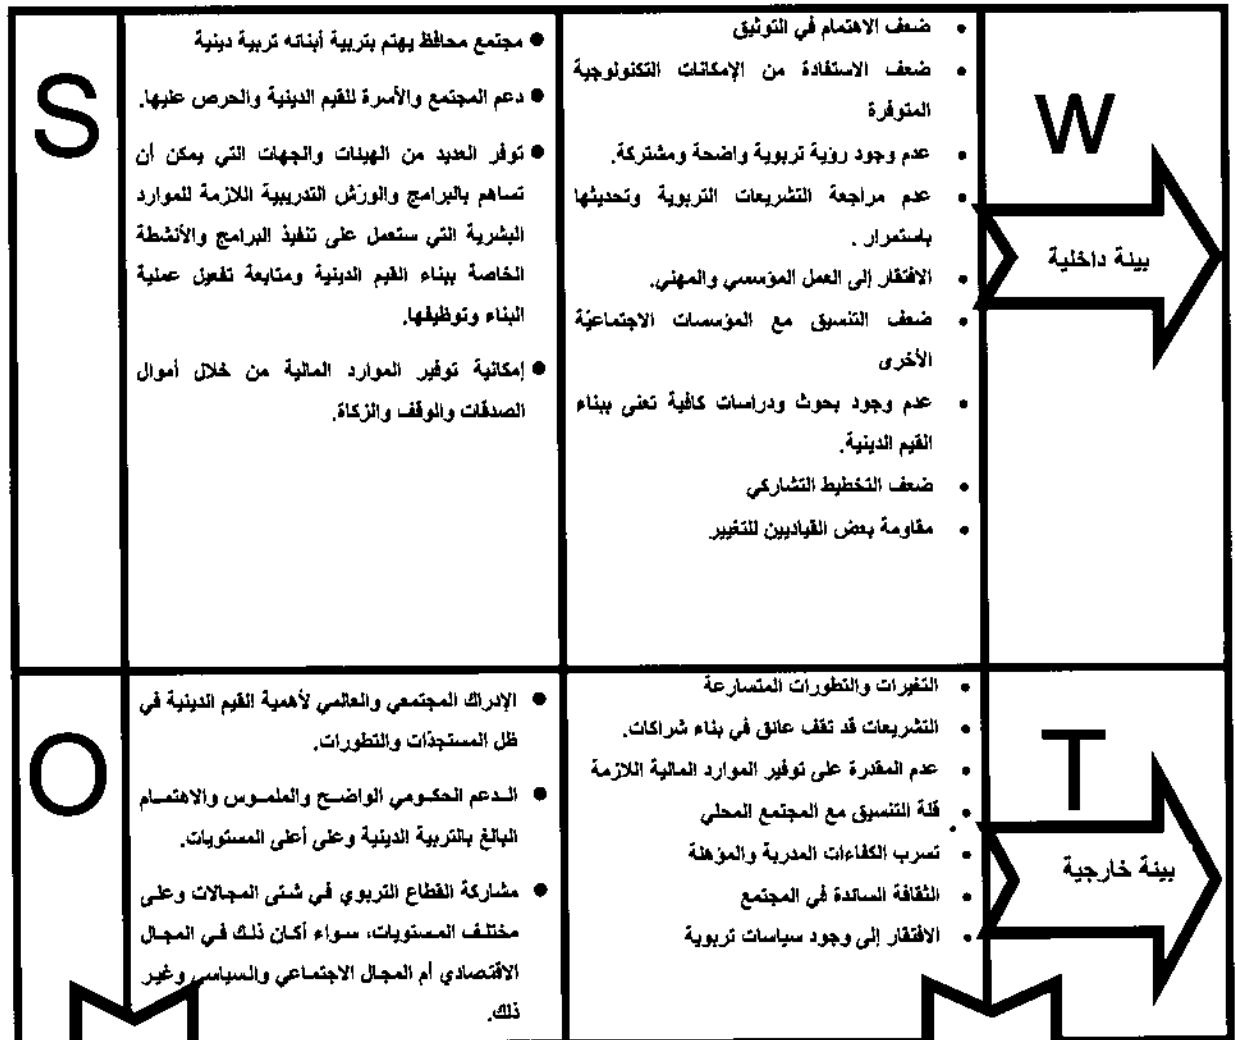 W
بيئة داخلية
ضعف الاهتمام في التوثيق
ضعف الاستفادة من الإمكانات التكنولوجية
المتوفرة
عدم وجود رؤية تربوية واضحة ومشتركة.
عدم مراجعة التشريعات التربوية وتحديثها
باستمرار .
الافتقار إلى العمل المؤسسي والمهني.
ضعف التنسيق مع المؤسسات الاجتماعيّة
الأخرى
عدم وجود بحوث ودراسات كافية تعنى ببناء
القيم الدينية.
ضعف التخطيط التشاركي
مقاومة بعض القياديين للتغيير.
مجتمع محافظ يهتم بتربية أبنائه تربية دينية
دعم المجتمع والأسرة للقيم الدينية والحرص عليها.
توفر العديد من الهيئات والجهات التي يمكن أن
تساهم بالبرامج والورش التدريبية اللازمة للموارد
البشرية التي ستعمل على تنفيذ البرامج والأنشطة
الخاصة ببناء القيم الدينية ومتابعة تفعيل عملية
البناء وتوظيفها.
إمكانية توفير الموارد المالية من خلال أموال
الصدقات والوقف والزكاة.
S
T
بيئة خارجية
التغيرات والتطورات المتسارعة
التشريعات قد تقف عائق في بناء شراكات.
عدم المقدرة على توفير الموارد المالية اللازمة
قلة التنسيق مع المجتمع المحلي
تسرب الكفاءات المدربة والمؤهلة
الثقافة السائدة في المجتمع
الافتقار إلى وجود سياسات تربوية
الإدراك المجتمعي والعالمي لأهمية القيم الدينية في
ظل المستجدّات والتطورات.
الدعم الحكومي الواضح والملموس والاهتمام
البالغ بالتربية الدينية وعلى أعلى المستويات.
مشاركة القطاع التربوي في شتى المجالات وعلى
مختلف المستويات، سواء أكان ذلك في المجال
الاقتصادي أم المجال الاجتماعي والسياسي وغير
ذلك.
O